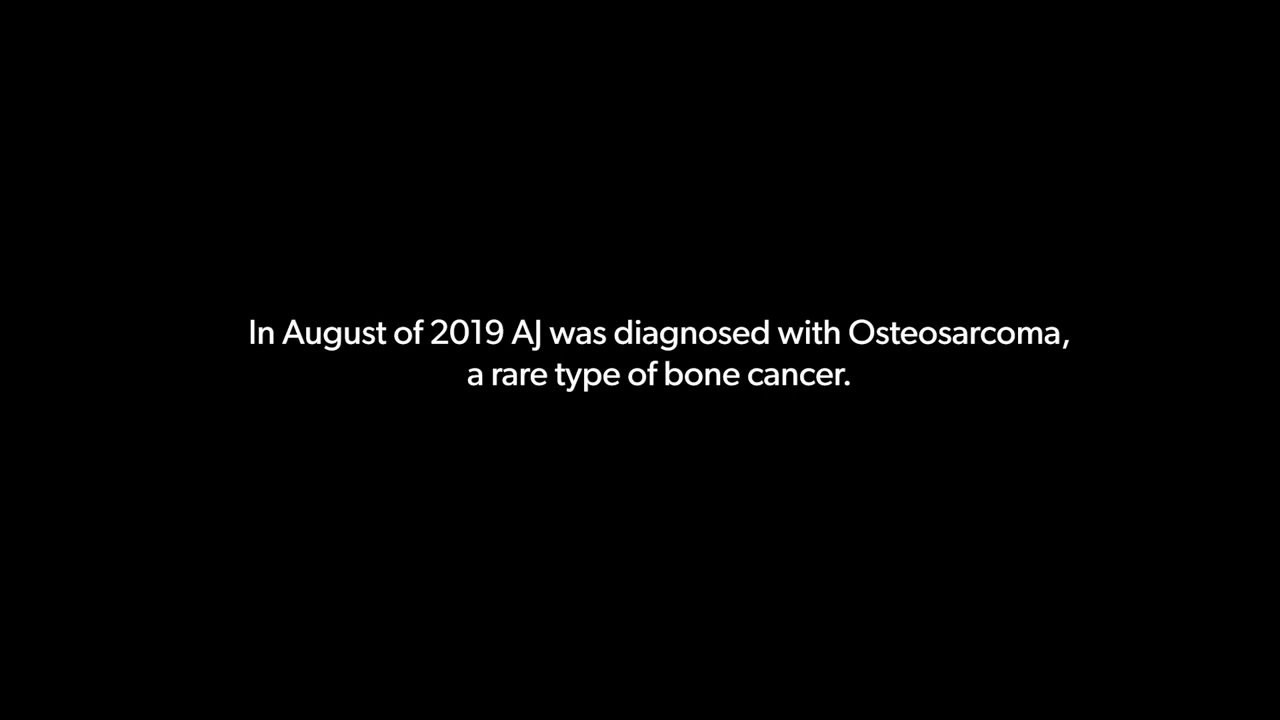 In August of 2019 AJ was diagnosed with Osteosarcoma,
a rare type of bone cancer.